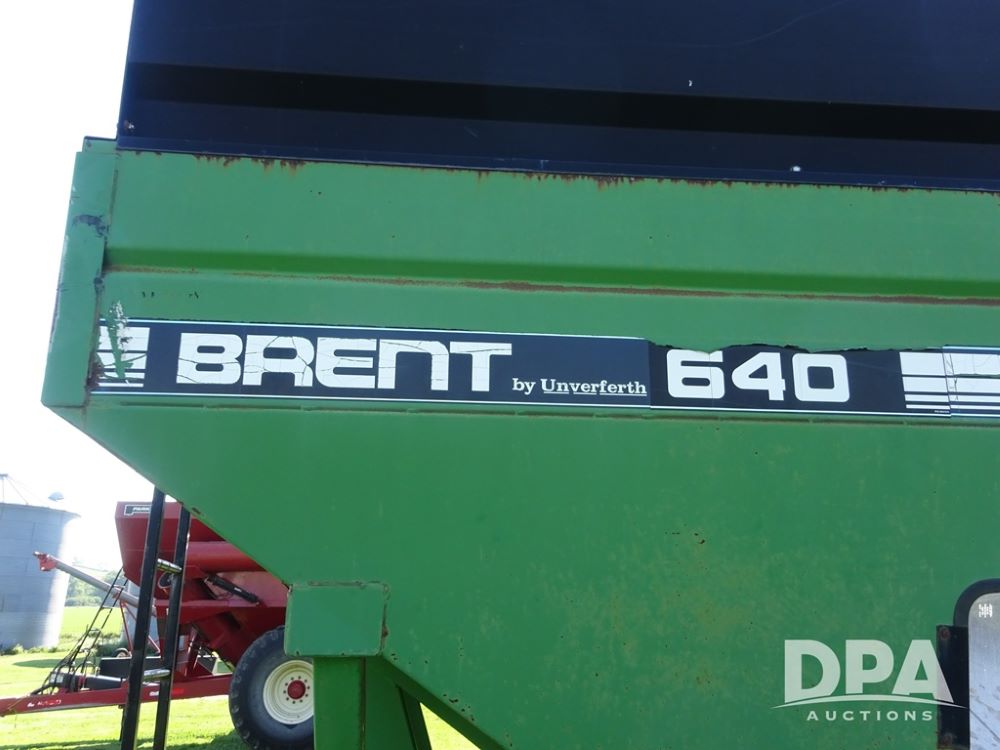 BRENT by Unverferth 640
DPA
AUCTIONS